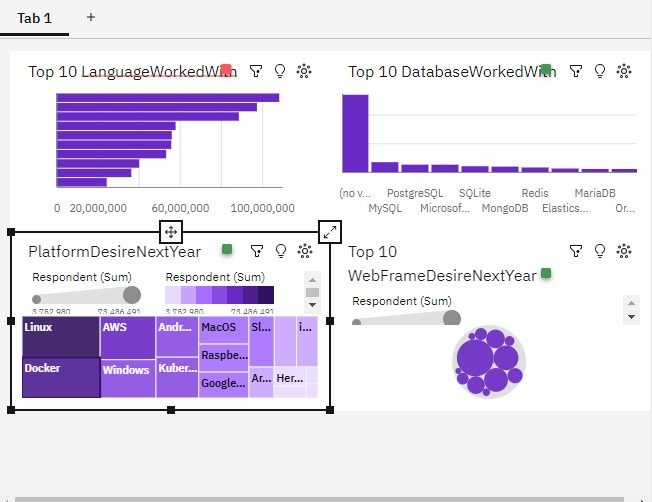 Tab 1 +
Top 10 LanguageWorkedWith
0 20,000,000 60,000,000 100,000,000
Top 10 DatabaseWorkedWith
(no v... PostgreSQL SQLite Redis MariaDB
MySQL Microsof... MongoDB Elastics... Or...
PlatformDesireNextYear
Respondent (Sum) Respondent (Sum)
3,762,980 73,486,491 3,762,980 73,486,491
Linux AWS Andr... MacOS Sl... i...
Raspbe...
Docker Windows Kuber... Google... Ar... Her...
Top 10
WebFrameDesireNextYear
Respondent (Sum)